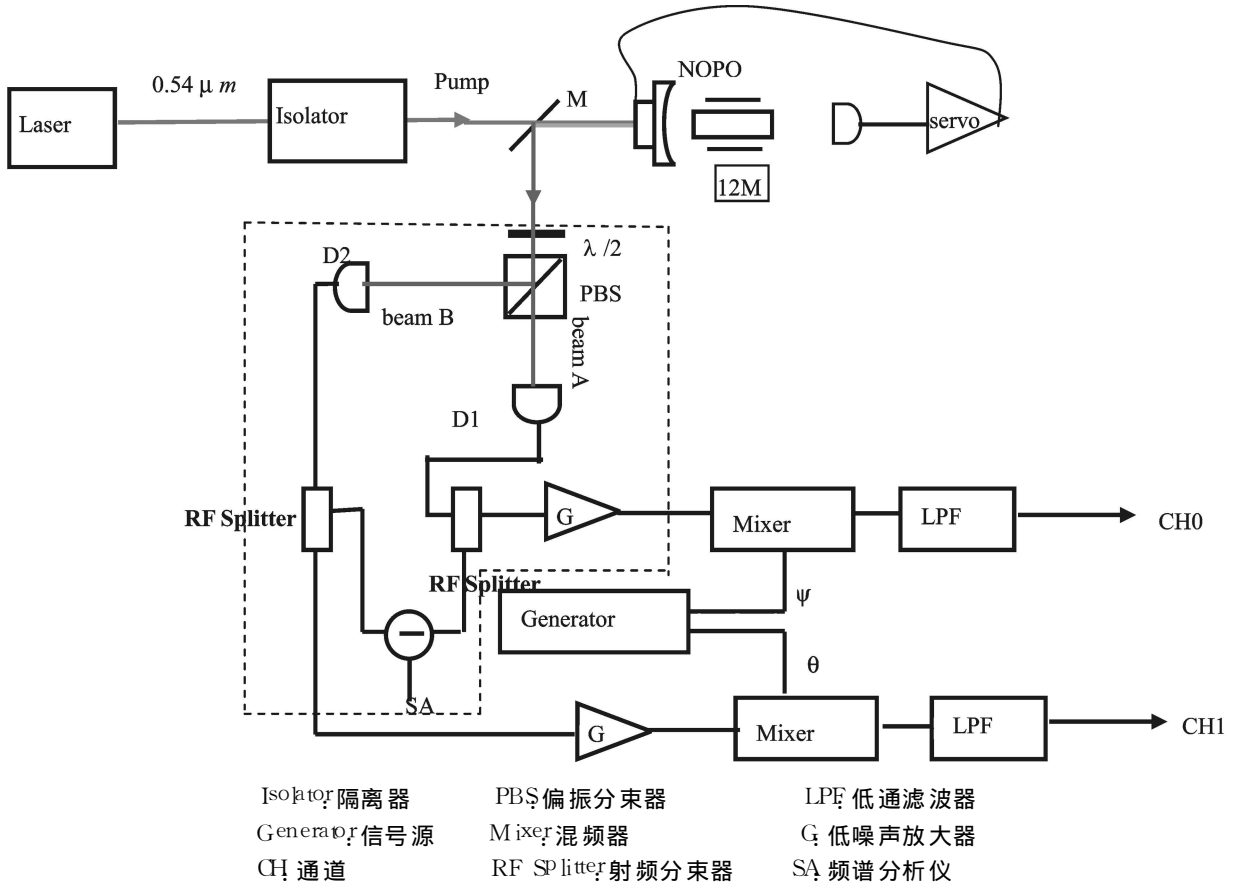 0.54 μ m
Pump
NOPO
M
Laser
Isolator
servo
12M
λ /2
D2
PBS
beam B
beam A
D1
RF Splitter
G
Mixer
LPF
CH0
RF Splitter
ψ
Generator
θ
SA
G
Mixer
LPF
CH1
Isolator:隔离器 PBS:偏振分束器 LPF:低通滤波器
Generator:信号源 Mixer:混频器 G:低噪声放大器
CH:通道 RF Splitter:射频分束器 SA:频谱分析仪